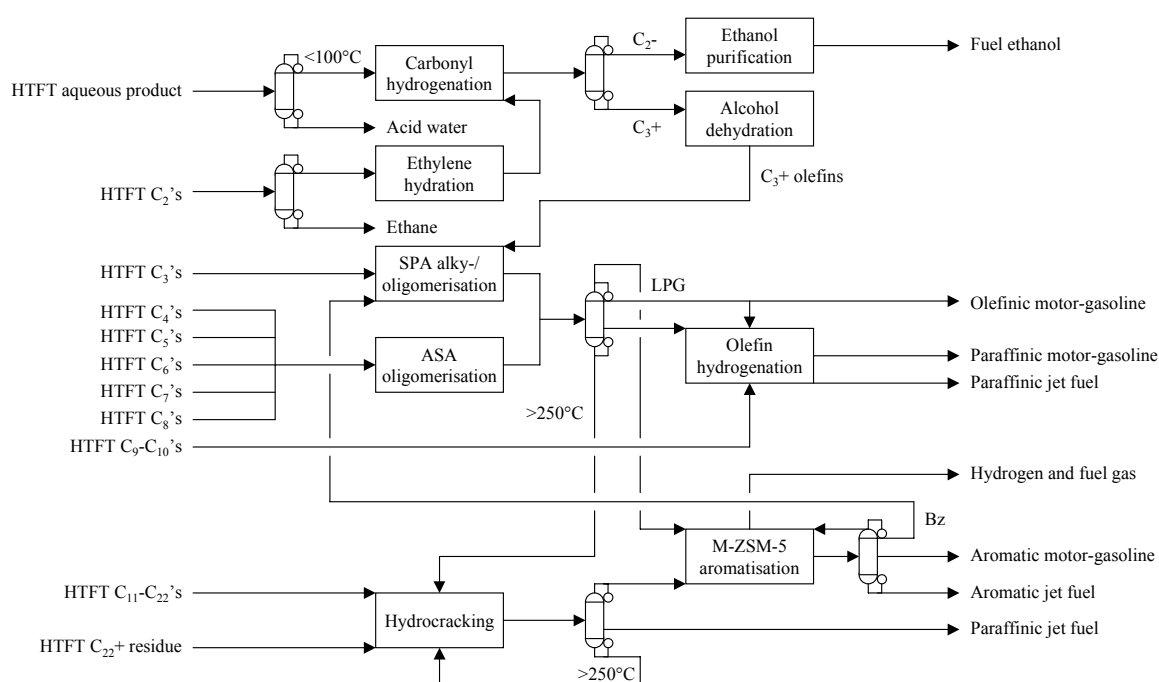 HTFT aqueous product
<100°C
Carbonyl
hydrogenation
C₂-
Ethanol
purification
Fuel ethanol
Acid water
C₃+
Alcohol
dehydration
HTFT C₂’s
Ethylene
hydration
Ethane
C₃+ olefins
HTFT C₃’s
SPA alky-/
oligomerisation
LPG
Olefinic motor-gasoline
HTFT C₄’s
HTFT C₅’s
HTFT C₆’s
HTFT C₇’s
HTFT C₈’s
ASA
oligomerisation
Olefin
hydrogenation
Paraffinic motor-gasoline
Paraffinic jet fuel
>250°C
HTFT C₉-C₁₀’s
Hydrogen and fuel gas
Bz
M-ZSM-5
aromatisation
Aromatic motor-gasoline
Aromatic jet fuel
HTFT C₁₁-C₂₂’s
Hydrocracking
Paraffinic jet fuel
HTFT C₂₂+ residue
>250°C